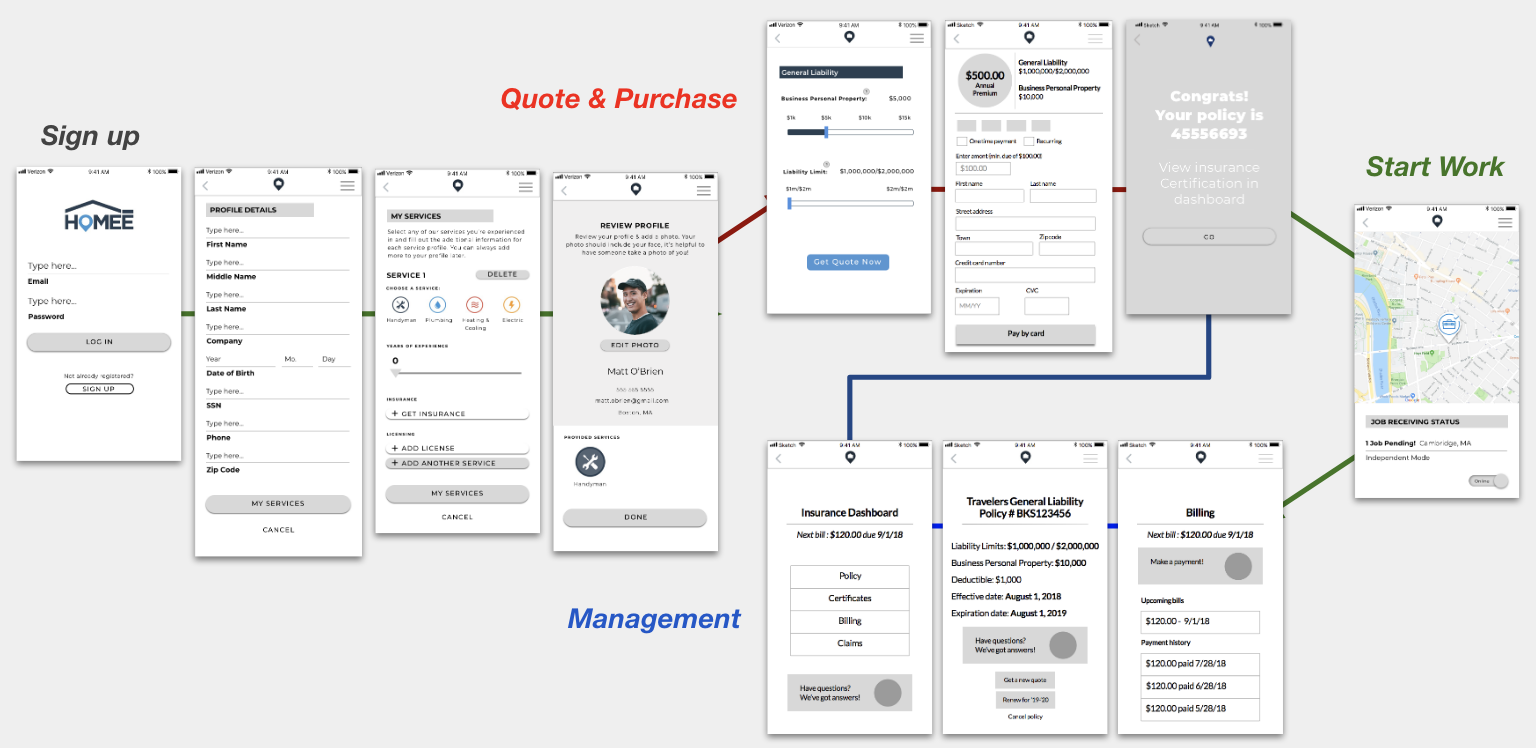 Sign up
Quote & Purchase
Start Work
Management
Verizon 9:41 AM 100%
HOMEE
Type here...
Email
Type here...
Password
LOG IN
Not already registered?
SIGN UP
Verizon 9:41 AM 100%
PROFILE DETAILS
Type here...
First Name
Type here...
Middle Name
Type here...
Last Name
Type here...
Company
Year Mo. Day
Date of Birth
Type here...
SSN
Type here...
Phone
Type here...
Zip Code
MY SERVICES
CANCEL
Verizon 9:41 AM 100%
MY SERVICES
Select any of our services you're experienced
in and fill out the additional information for
each service profile. You can always add
more to your profile later.
SERVICE 1 DELETE
CHOOSE A SERVICE:
Handyman Plumbing Heating & Cooling Electric
YEARS OF EXPERIENCE
0
INSURANCE
+ GET INSURANCE
LICENSING
+ ADD LICENSE
+ ADD ANOTHER SERVICE
MY SERVICES
CANCEL
Verizon 9:41 AM 100%
REVIEW PROFILE
Review your profile & add a photo. Your
photo should include your face, it's helpful to
have someone take a photo of you!
EDIT PHOTO
Matt O'Brien
matt.obrien@gmail.com
Boston, MA
PROVIDED SERVICES
Handyman
DONE
Verizon 9:41 AM 100%
General Liability
Business Personal Property: $5,000
$1k $5k $10k $15k
Liability Limit: $1,000,000/$2,000,000
$1m/$2m $2m/$2m
Get Quote Now
Sketch 9:41 AM 100%
$500.00
Annual
Premium
General Liability
$1,000,000/$2,000,000
Business Personal Property
$10,000
One time payment Recurring
Enter amont (min. due of $100.00)
$100.00
First name Last name
Street address
Town Zip code
Credit card number
Expiration CVC
MM/YY
Pay by card
Sketch 9:41 AM 100%
Congrats!
Your policy is
45556693
View insurance
Certification in
dashboard
GO
Sketch 9:41 AM 100%
Insurance Dashboard
Next bill : $120.00 due 9/1/18
Policy
Certificates
Billing
Claims
Have questions?
We've got answers!
Sketch 9:41 AM 100%
Travelers General Liability
Policy # BKS123456
Liability Limits: $1,000,000 / $2,000,000
Business Personal Property: $10,000
Deductible: $1,000
Effective date: August 1, 2018
Expiration date: August 1, 2019
Have questions?
We've got answers!
Get a new quote
Renew for '19-'20
Cancel policy
Sketch 9:41 AM 100%
Billing
Next bill : $120.00 due 9/1/18
Make a payment!
Upcoming bills
$120.00 - 9/1/18
Payment history
$120.00 paid 7/28/18
$120.00 paid 6/28/18
$120.00 paid 5/28/18
Verizon 9:41 AM 100%
JOB RECEIVING STATUS
1 Job Pending! Cambridge, MA
Independent Mode
Online